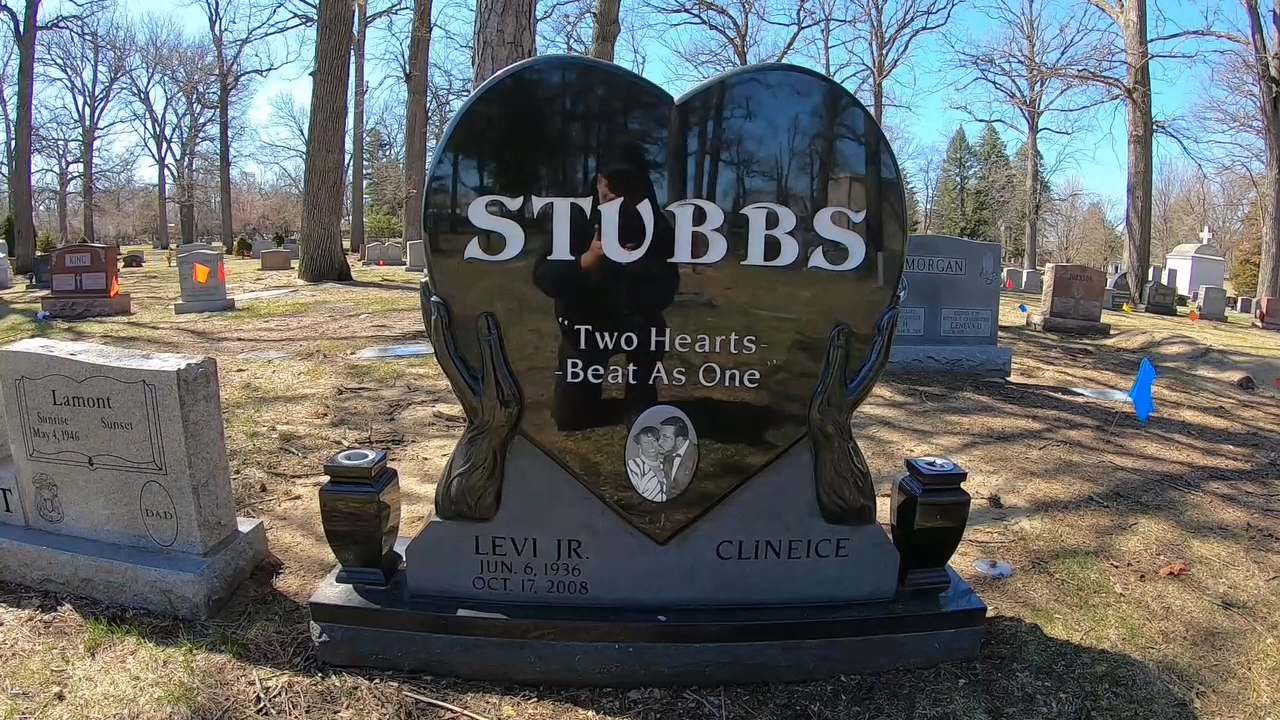 STUBBS
"Two Hearts-
-Beat As One"
LEVI JR.
JUN. 6, 1936
OCT. 17, 2008
CLINEICE
Lamont
Sunrise
Sunset
May 4, 1946
DAD
T
KING
MORGAN
GENEVA D.
JOHNSON